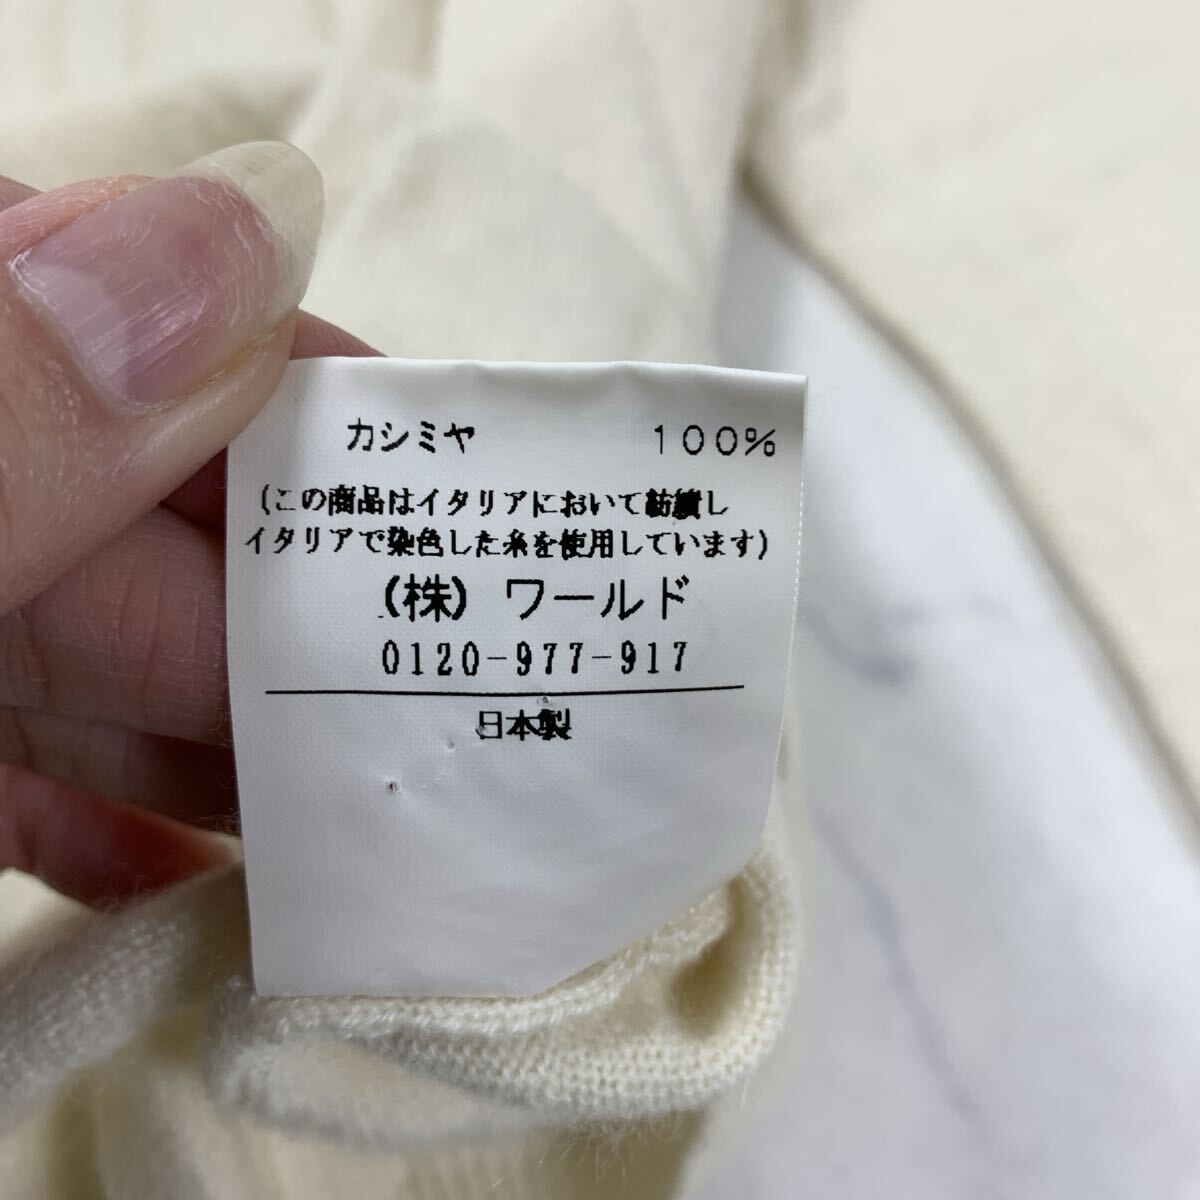 カシミヤ 100%
(この商品はイタリアにおいて紡績し
イタリアで染色した糸を使用しています)
(株) ワールド
0120-977-917
日本製